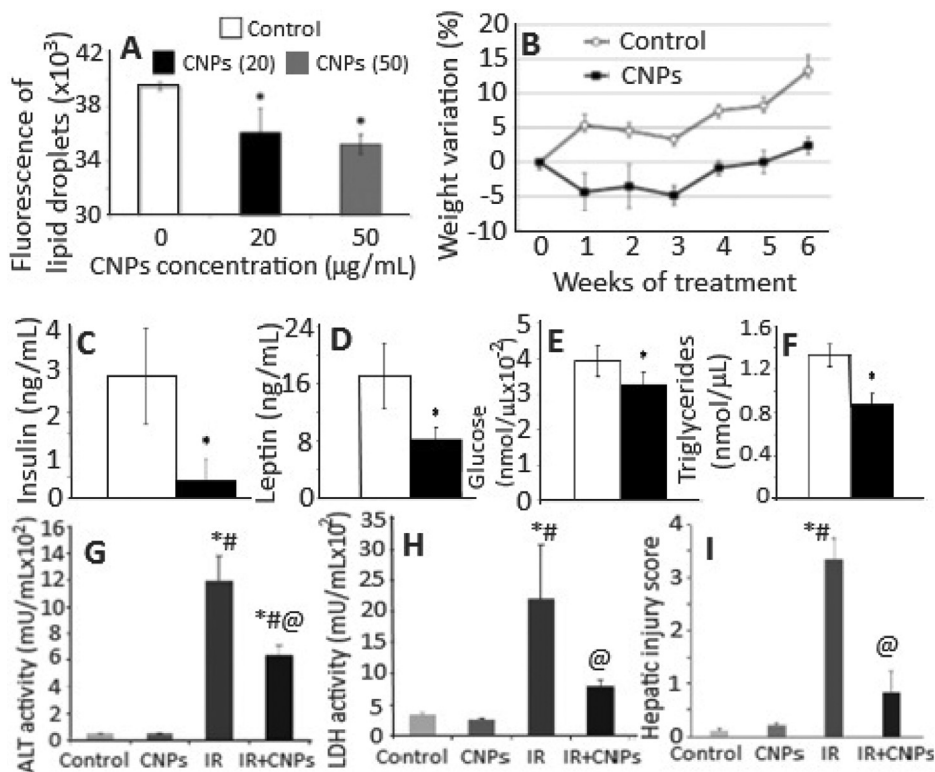 A
Control
CNPs (20) CNPs (50)
Fluorescence of
lipid droplets (x10³)
42
38
34
30
*
*
0 20 50
CNPs concentration (µg/mL)
B
Control
CNPs
Weight variation (%)
20
15
10
5
0
-5
-10
0 1 2 3 4 5 6
Weeks of treatment
C
Insulin (ng/mL)
4
3
2
1
0
*
D
Leptin (ng/mL)
24
16
8
0
*
E
Glucose
(nmol/µLx10⁻²)
5
4
3
2
1
0
*
F
Triglycerides
(nmol/µL)
1.6
1.2
0.8
0.4
0
*
G
ALT activity (mU/mLx10²)
16
14
12
10
8
6
4
2
0
*#
*#@
Control CNPs IR IR+CNPs
H
LDH activity (mU/mLx10²)
35
30
25
20
15
10
5
0
*#
@
Control CNPs IR IR+CNPs
I
Hepatic injury score
4
3
2
1
0
*#
@
Control CNPs IR IR+CNPs